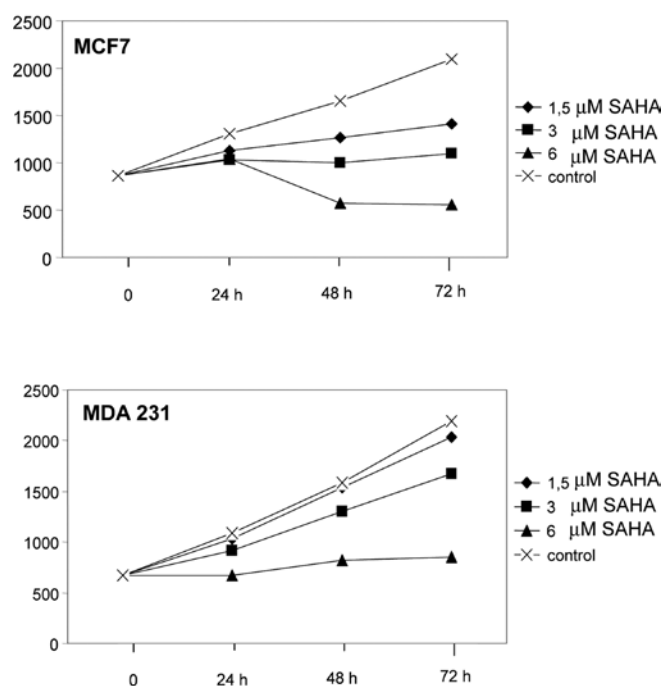 MCF7
2500
2000
1500
1000
500
0
0 24 h 48 h 72 h
1,5 μM SAHA
3 μM SAHA
6 μM SAHA
control
MDA 231
2500
2000
1500
1000
500
0
0 24 h 48 h 72 h
1,5 μM SAHA
3 μM SAHA
6 μM SAHA
control